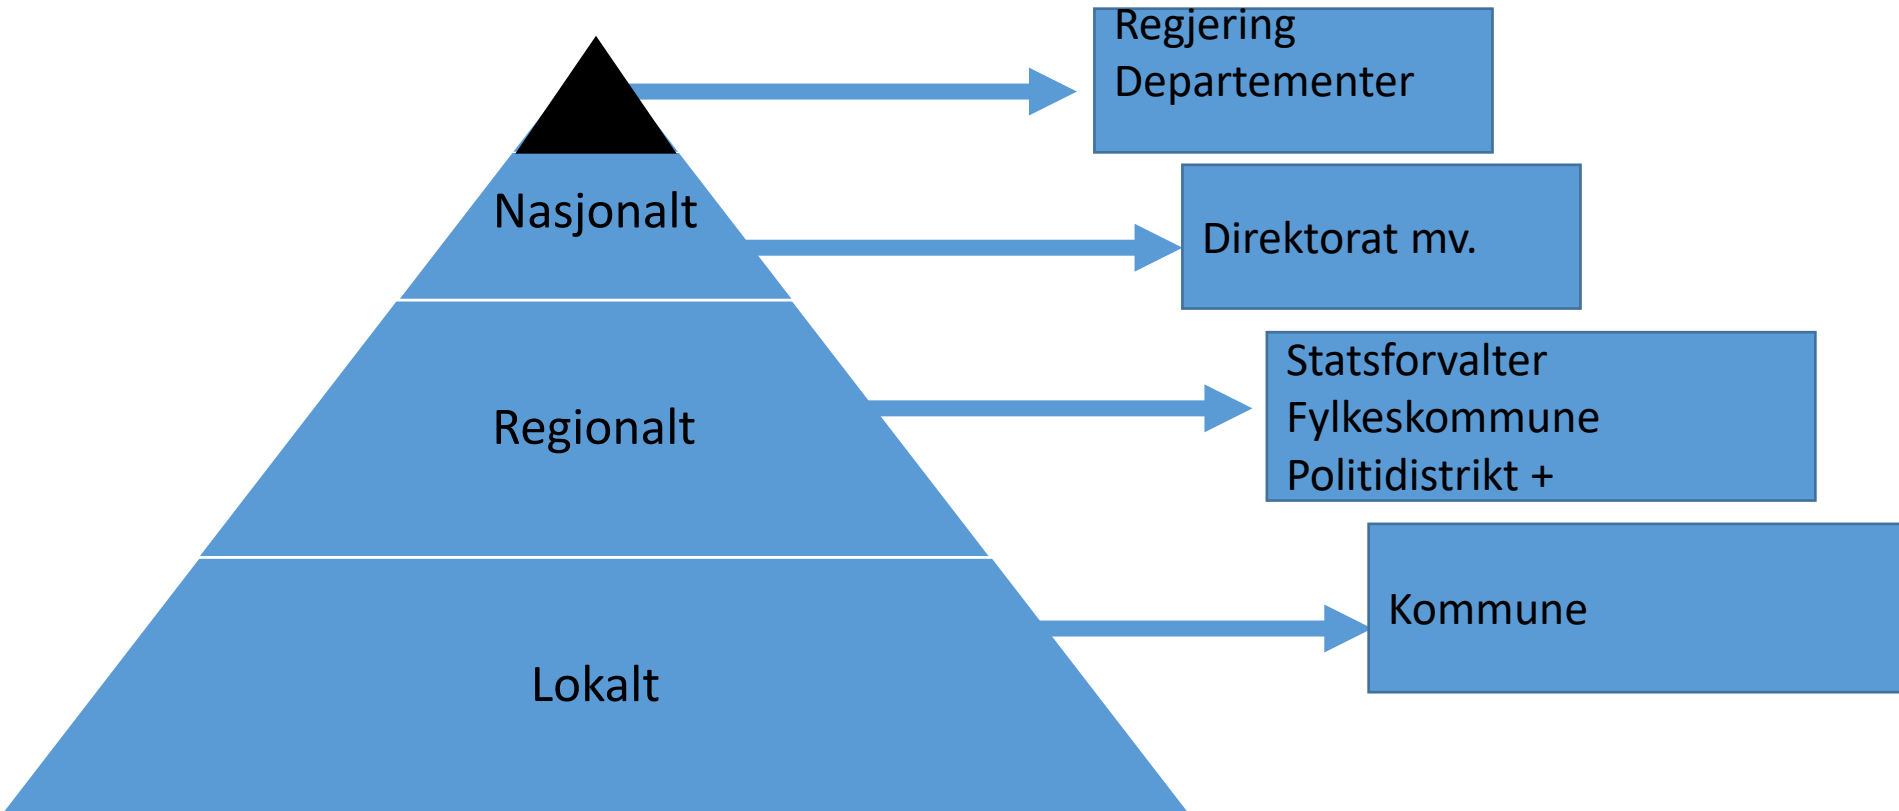 Regjering
Departementer
Nasjonalt
Direktorat mv.
Regionalt
Statsforvalter
Fylkeskommune
Politidistrikt +
Lokalt
Kommune